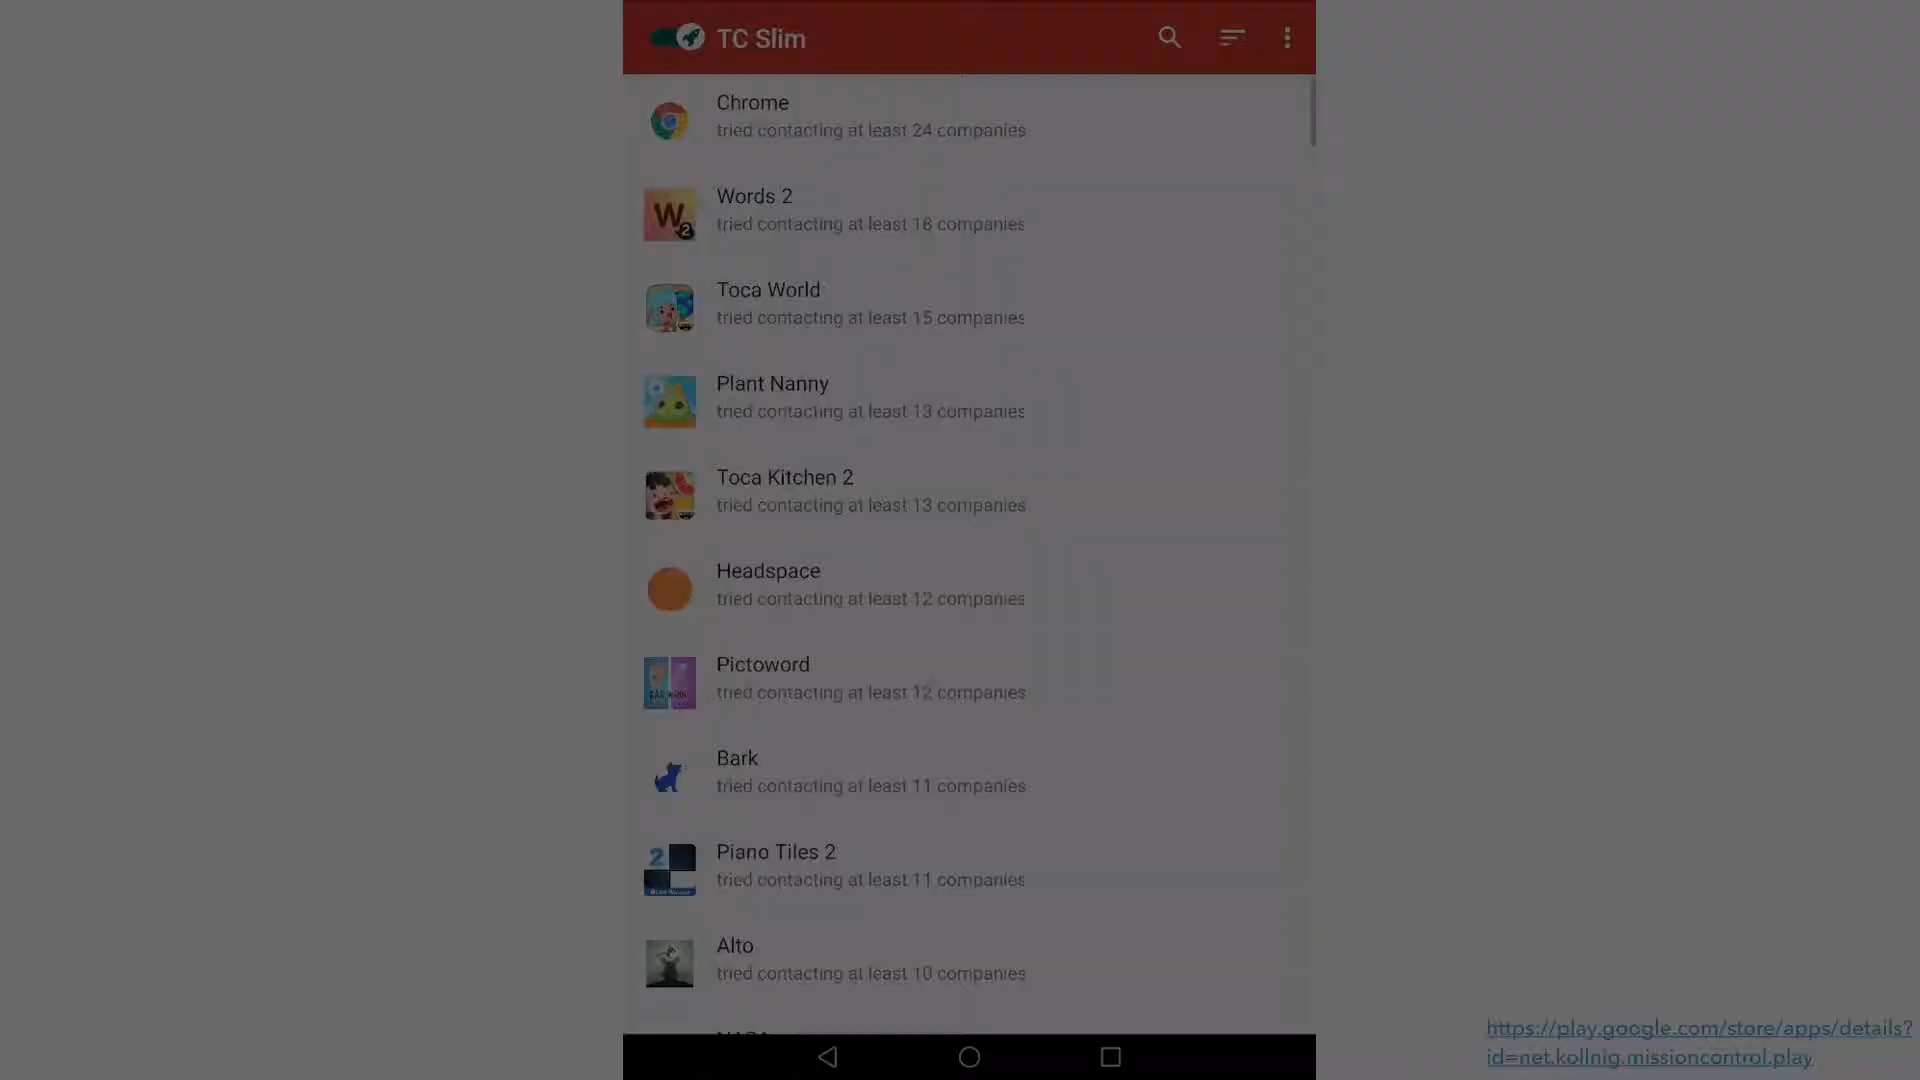 TC Slim
Chrome
tried contacting at least 24 companies
W2
Words 2
tried contacting at least 18 companies
Toca World
tried contacting at least 15 companies
Plant Nanny
tried contacting at least 13 companies
Toca Kitchen 2
tried contacting at least 13 companies
Headspace
tried contacting at least 12 companies
Pictoword
tried contacting at least 12 companies
Bark
tried contacting at least 11 companies
2
Piano Tiles 2
tried contacting at least 11 companies
Alto
tried contacting at least 10 companies
https://play.google.com/store/apps/details?
id=net.kollnig.missioncontrol.play